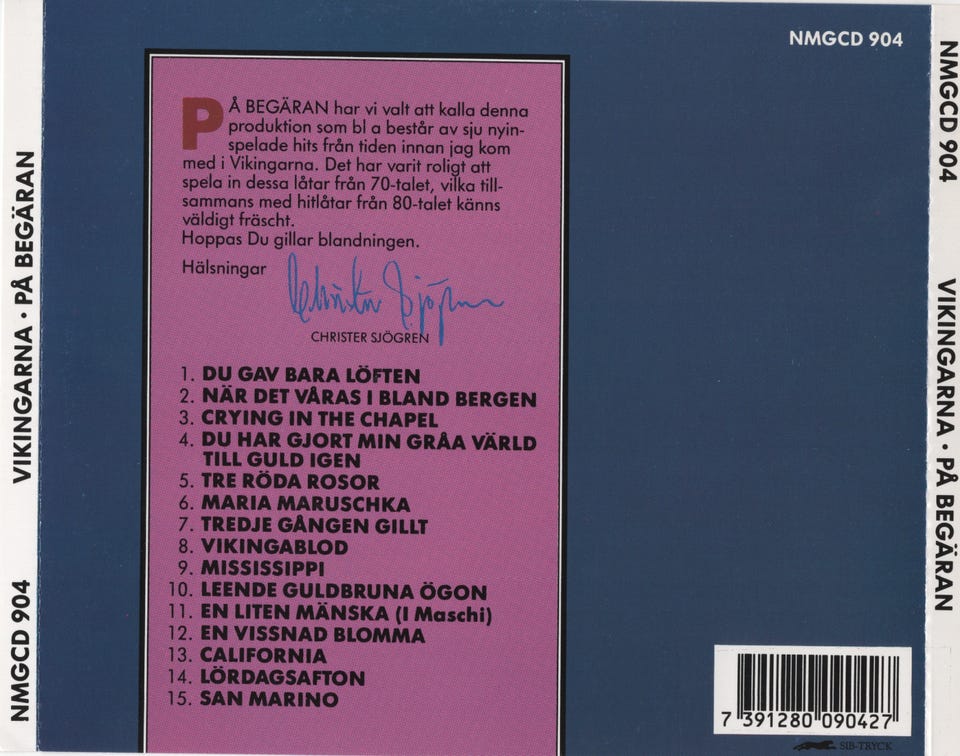 NMGCD 904
PÅ BEGÄRAN har vi valt att kalla denna
produktion som bl a består av sju nyin-
spelade hits från tiden innan jag kom
med i Vikingarna. Det har varit roligt att
spela in dessa låtar från 70-talet, vilka till-
sammans med hitlåtar från 80-talet känns
väldigt fräscht.
Hoppas Du gillar blandningen.
Hälsningar
Christer Sjögren
CHRISTER SJÖGREN
1. DU GAV BARA LÖFTEN
2. NÄR DET VÅRAS I BLAND BERGEN
3. CRYING IN THE CHAPEL
4. DU HAR GJORT MIN GRÅA VÄRLD
TILL GULD IGEN
5. TRE RÖDA ROSOR
6. MARIA MARUSCHKA
7. TREDJE GÅNGEN GILLT
8. VIKINGABLOD
9. MISSISSIPPI
10. LEENDE GULDBRUNA ÖGON
11. EN LITEN MÄNSKA (I Maschi)
12. EN VISSNAD BLOMMA
13. CALIFORNIA
14. LÖRDAGSAFTON
15. SAN MARINO
7 391280 090427
SIB-TRYCK
NMGCD 904 VIKINGARNA • PÅ BEGÄRAN
NMGCD 904 VIKINGARNA • PÅ BEGÄRAN